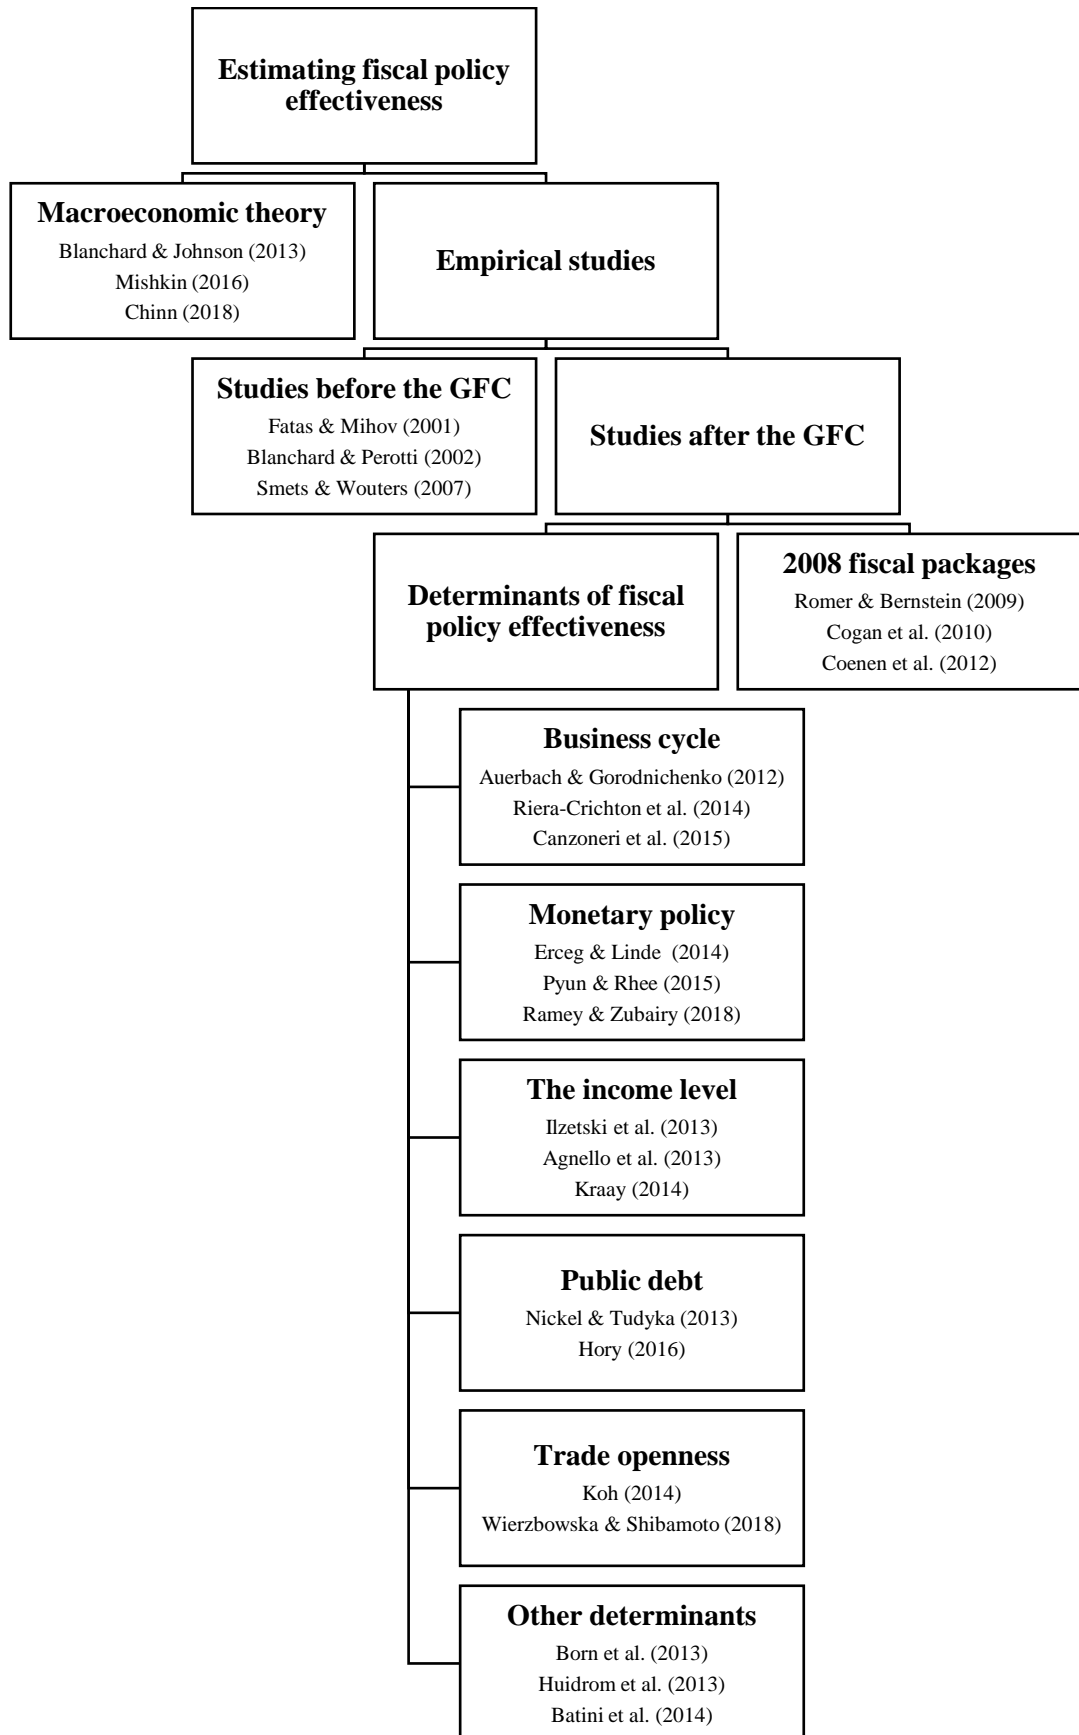 Estimating fiscal policy
effectiveness
Macroeconomic theory
Blanchard & Johnson (2013)
Mishkin (2016)
Chinn (2018)
Empirical studies
Studies before the GFC
Fatas & Mihov (2001)
Blanchard & Perotti (2002)
Smets & Wouters (2007)
Studies after the GFC
Determinants of fiscal
policy effectiveness
2008 fiscal packages
Romer & Bernstein (2009)
Cogan et al. (2010)
Coenen et al. (2012)
Business cycle
Auerbach & Gorodnichenko (2012)
Riera-Crichton et al. (2014)
Canzoneri et al. (2015)
Monetary policy
Erceg & Linde (2014)
Pyun & Rhee (2015)
Ramey & Zubairy (2018)
The income level
Ilzetski et al. (2013)
Agnello et al. (2013)
Kraay (2014)
Public debt
Nickel & Tudyka (2013)
Hory (2016)
Trade openness
Koh (2014)
Wierzbowska & Shibamoto (2018)
Other determinants
Born et al. (2013)
Huidrom et al. (2013)
Batini et al. (2014)